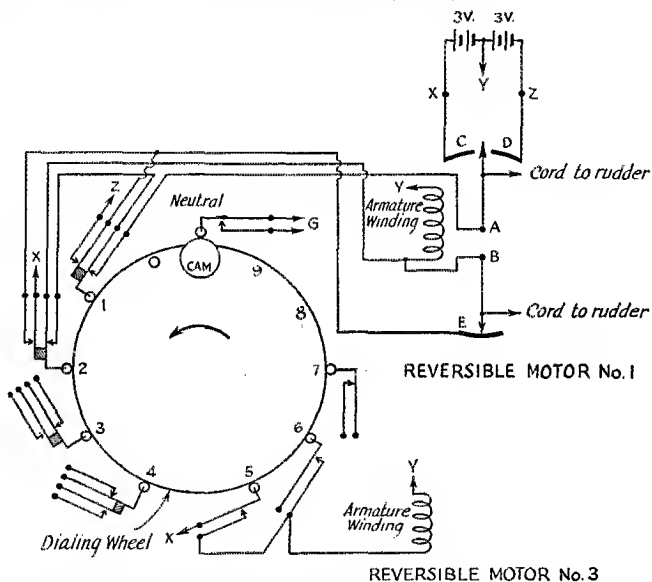 3V. 3V.
Y
X Z
C D
Cord to rudder
Z
Neutral
Y
Armature
Winding
A
G
B
X
CAM
9
1
8
Cord to rudder
E
2
7
REVERSIBLE MOTOR No.1
3
6
4
5
Y
Armature
Winding
X
Dialing Wheel
REVERSIBLE MOTOR No.3